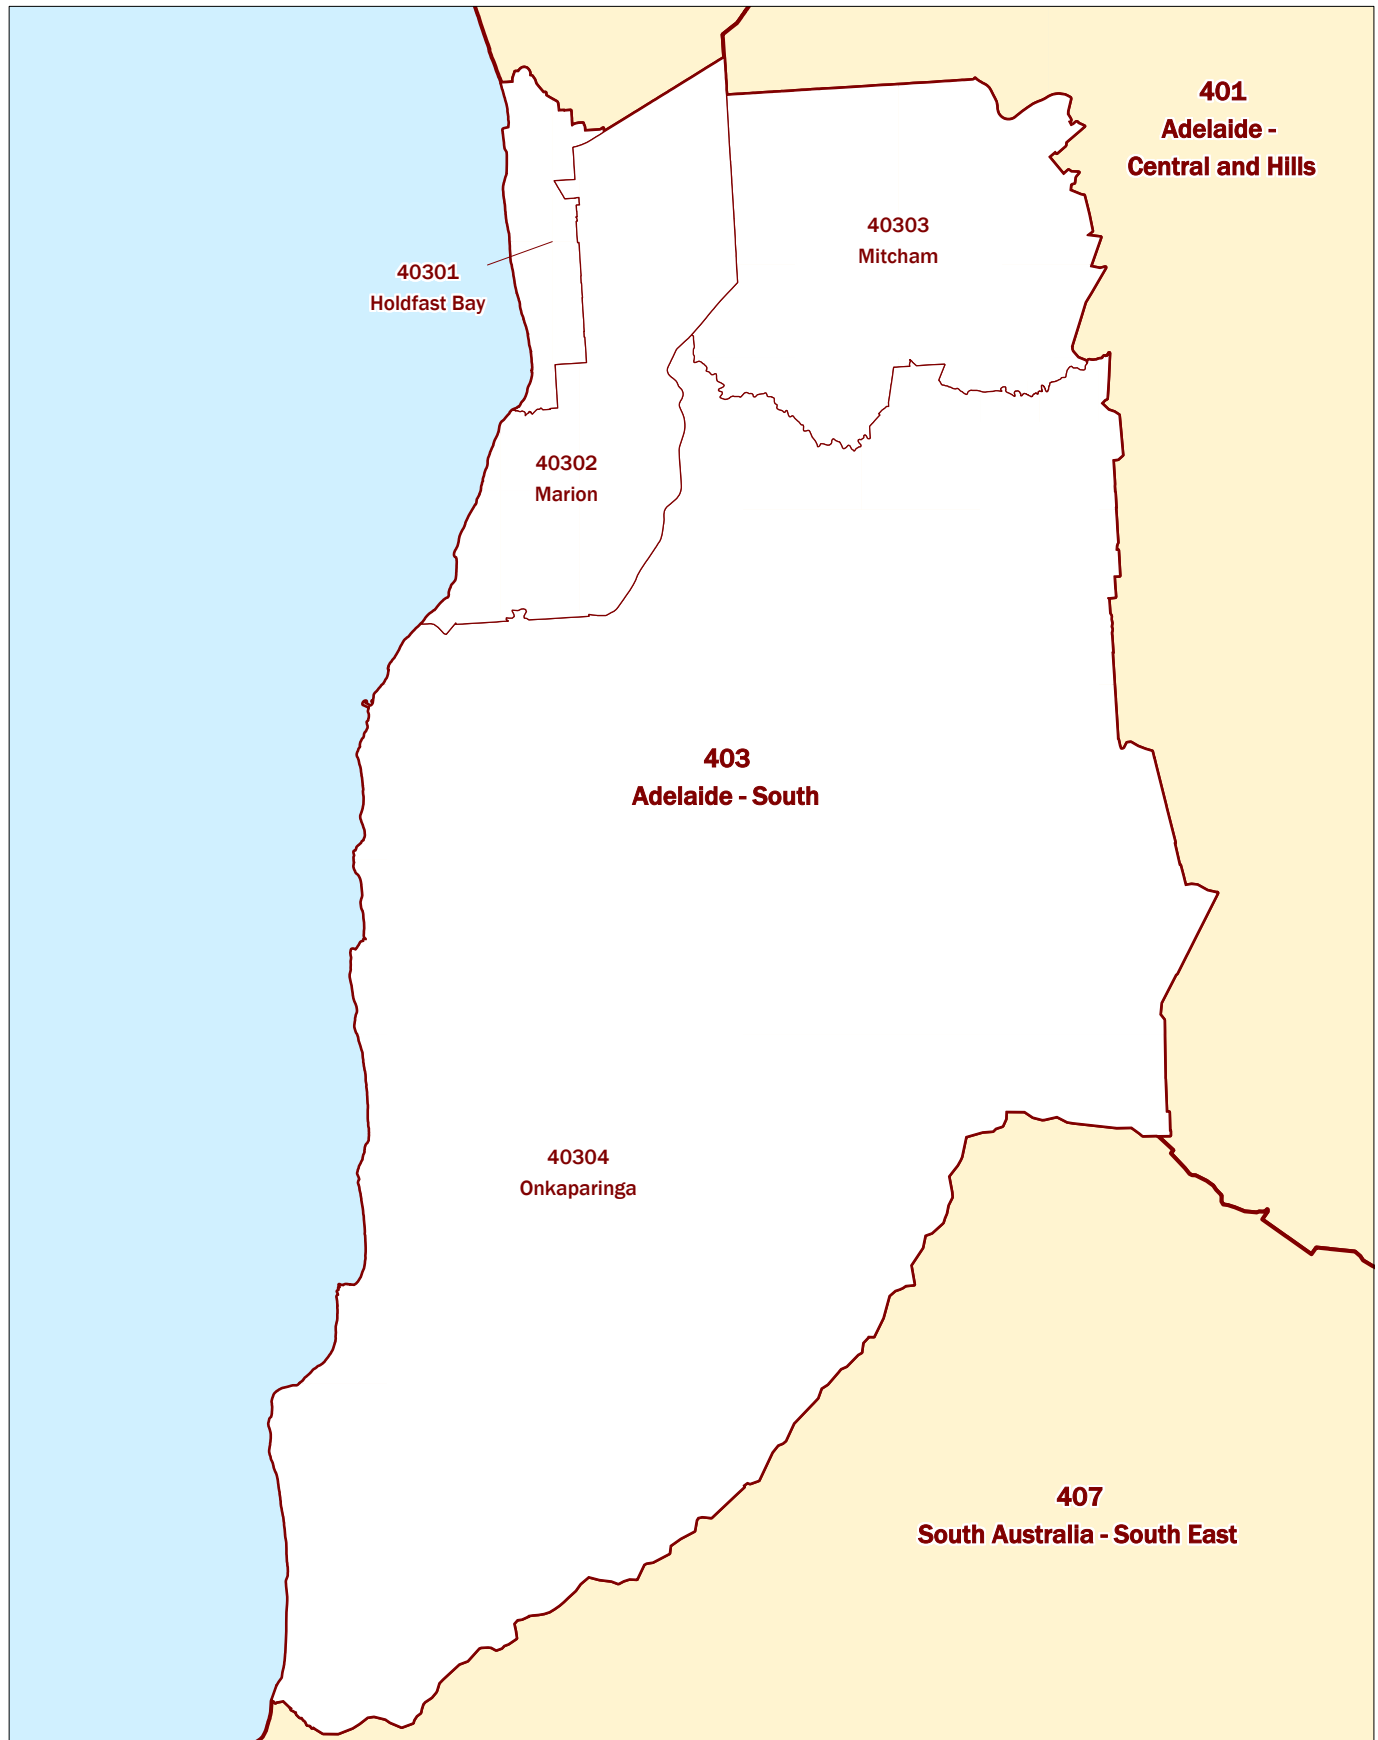 401
Adelaide -
Central and Hills
40303
Mitcham
40301
Holdfast Bay
40302
Marion
403
Adelaide - South
40304
Onkaparinga
407
South Australia - South East